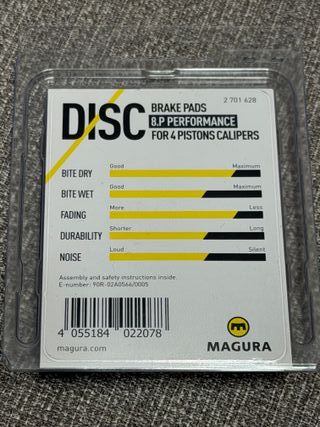 2 701 628
DISC
BRAKE PADS
8.P PERFORMANCE
FOR 4 PISTONS CALIPERS
Good Maximum
BITE DRY
Good Maximum
BITE WET
More Less
FADING
Shorter Long
DURABILITY
Loud Silent
NOISE
Assembly and safety instructions inside.
E-number: 90R-02A0566/0005
4 055184 022078
magura.com
MAGURA